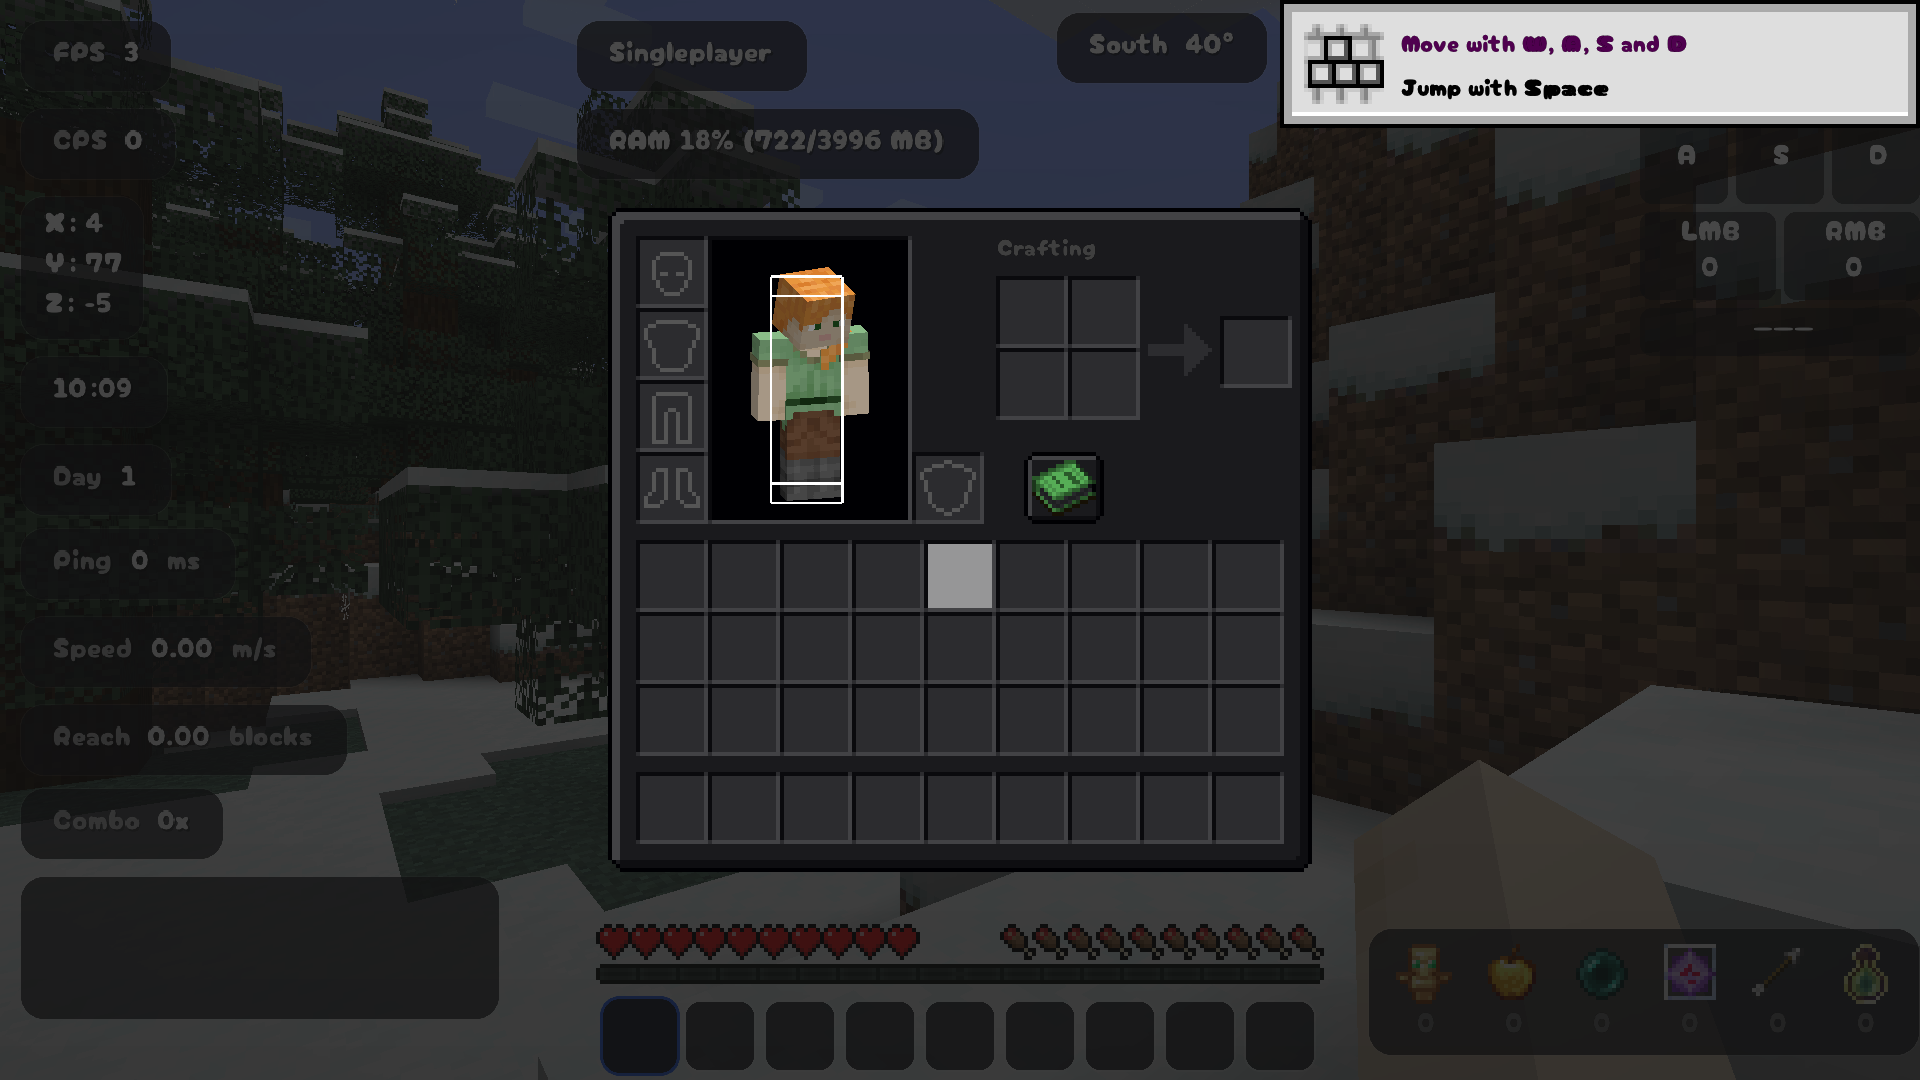 FPS 3
Singleplayer
South 40°
Move with W, A, S and D
Jump with Space
CPS 0
RAM 18% (722/3996 MB)
A S D
X: 4
Y: 77
Z: -5
LMB RMB
0 0
Crafting
10:09
---
Day 1
Ping 0 ms
Speed 0.00 m/s
Reach 0.00 blocks
Combo 0x
0 0 0 0 0 0